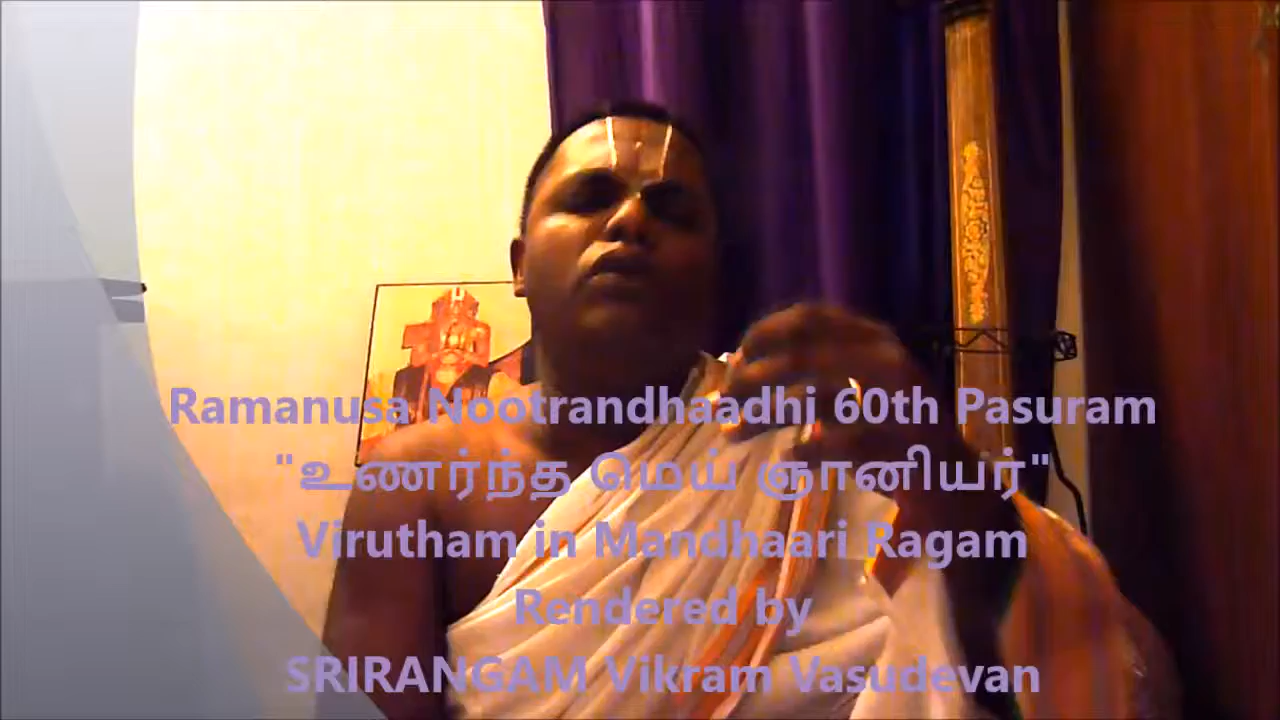 Ramanusa Nootrandhaadhi 60th Pasuram
"உணர்ந்த மெய் ஞானியர்"
Virutham in Mandhaari Ragam
Rendered by
SRIRANGAM Vikram Vasudevan